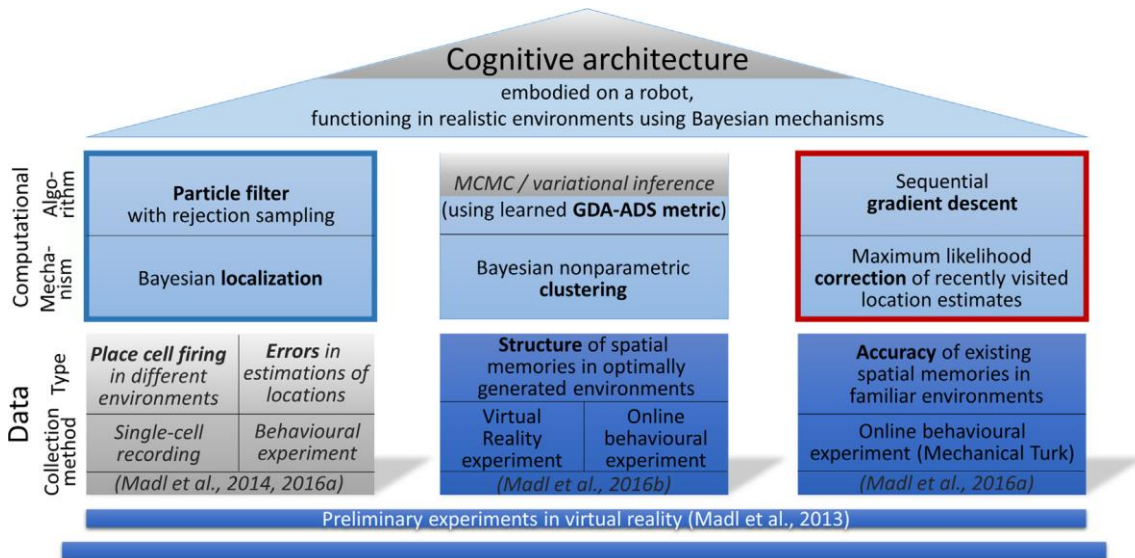 Cognitive architecture
embodied on a robot,
functioning in realistic environments using Bayesian mechanisms
Computational
Algo-
rithm
Particle filter
with rejection sampling
MCMC / variational inference
(using learned GDA-ADS metric)
Sequential
gradient descent
Mecha-
nism
Bayesian localization
Bayesian nonparametric
clustering
Maximum likelihood
correction of recently visited
location estimates
Data
Type
Place cell firing
in different
environments
Errors in
estimations of
locations
Structure of spatial
memories in optimally
generated environments
Accuracy of existing
spatial memories in
familiar environments
Collection
method
Single-cell
recording
Behavioural
experiment
Virtual
Reality
experiment
Online
behavioural
experiment
Online behavioural
experiment (Mechanical Turk)
(Madl et al., 2014, 2016a)
(Madl et al., 2016b)
(Madl et al., 2016a)
Preliminary experiments in virtual reality (Madl et al., 2013)